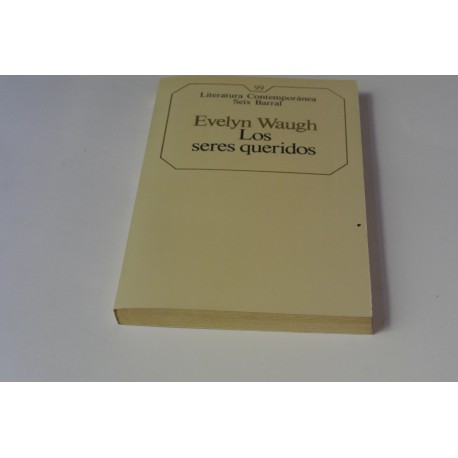 99
Literatura Contemporánea
Seix Barral
Evelyn Waugh
Los
seres queridos